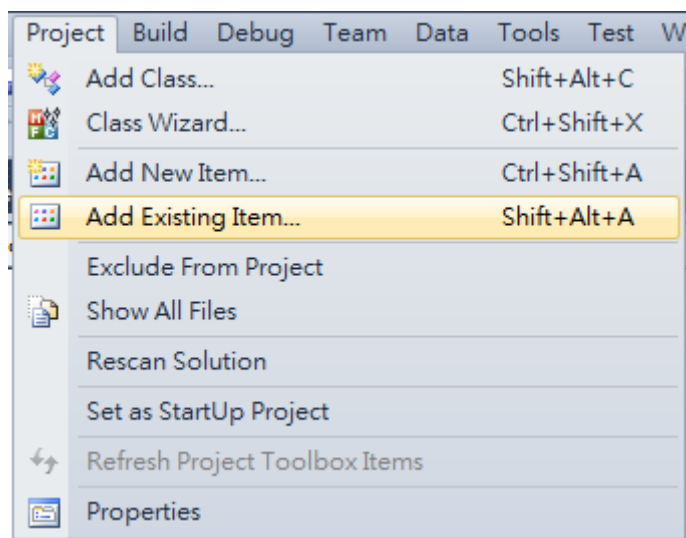 Project Build Debug Team Data Tools Test W
Add Class... Shift+Alt+C
Class Wizard... Ctrl+Shift+X
Add New Item... Ctrl+Shift+A
Add Existing Item... Shift+Alt+A
Exclude From Project
Show All Files
Rescan Solution
Set as StartUp Project
Refresh Project Toolbox Items
Properties